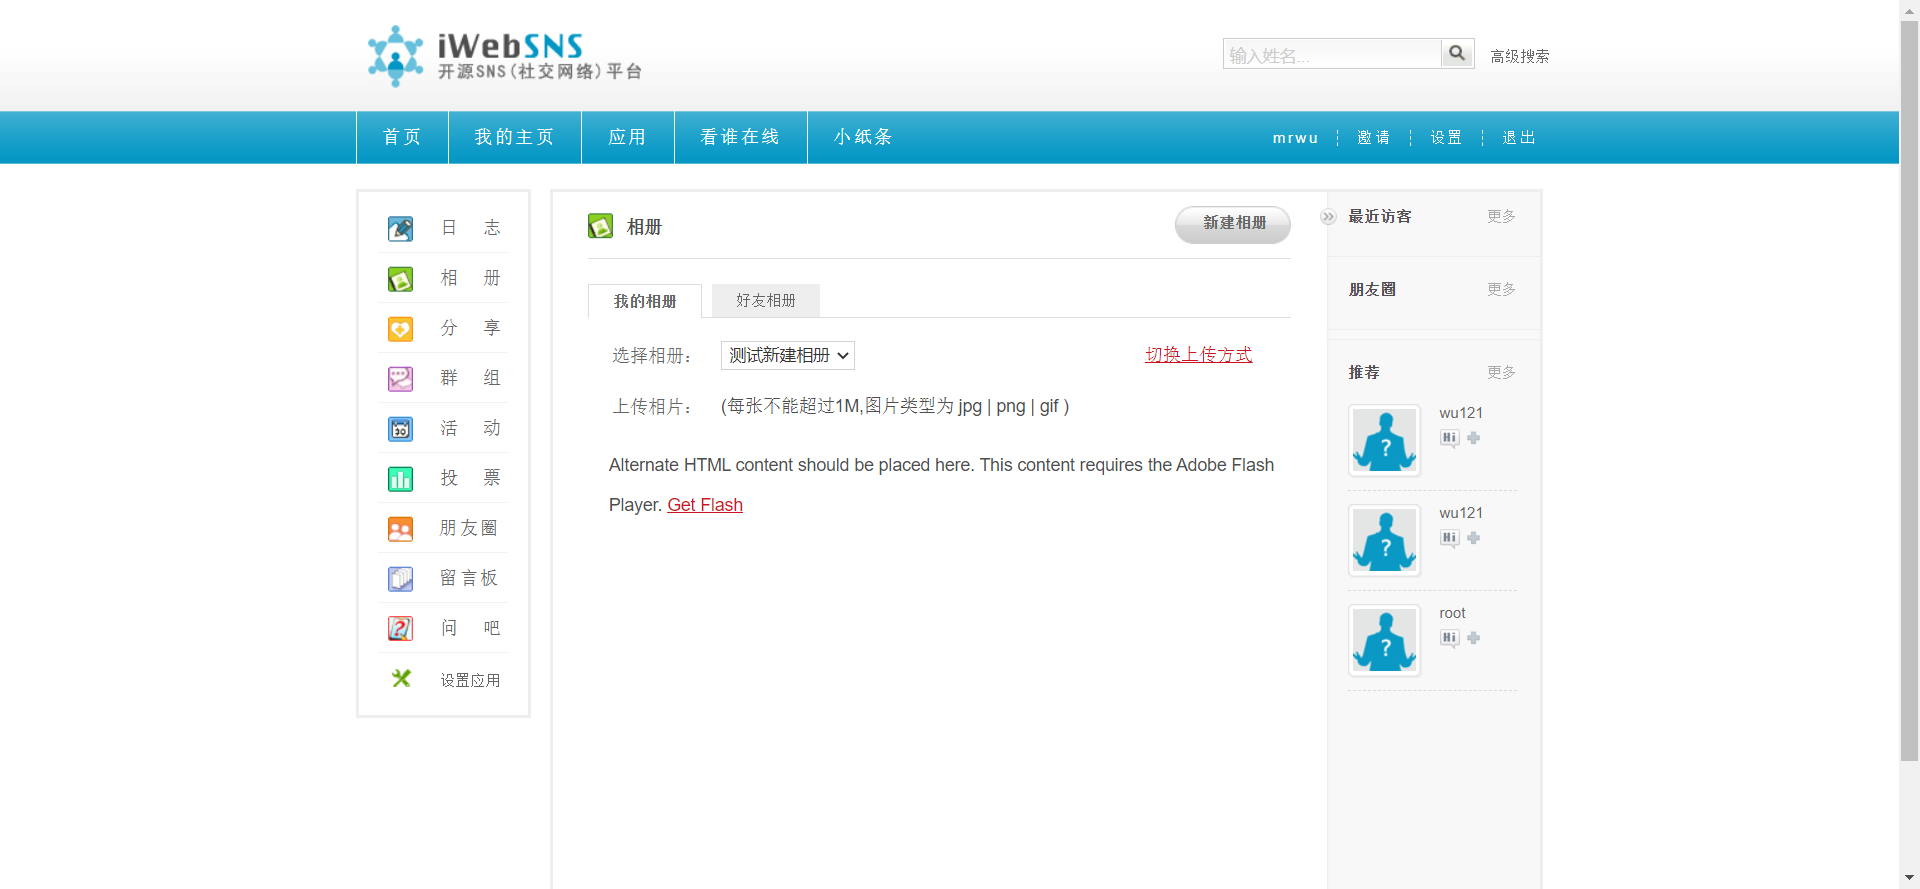 iWebSNS
开源SNS(社交网络)平台
输入姓名...
高级搜索
首页
我的主页
应用
看谁在线
小纸条
mrwu
邀请
设置
退出
日 志
相 册
分 享
群 组
活 动
投 票
朋友圈
留言板
问 吧
设置应用
相册
新建相册
我的相册
好友相册
选择相册：
测试新建相册
切换上传方式
上传相片：
(每张不能超过1M,图片类型为 jpg | png | gif )
Alternate HTML content should be placed here. This content requires the Adobe Flash
Player. Get Flash
最近访客
更多
朋友圈
更多
推荐
更多
wu121
Hi
wu121
Hi
root
Hi